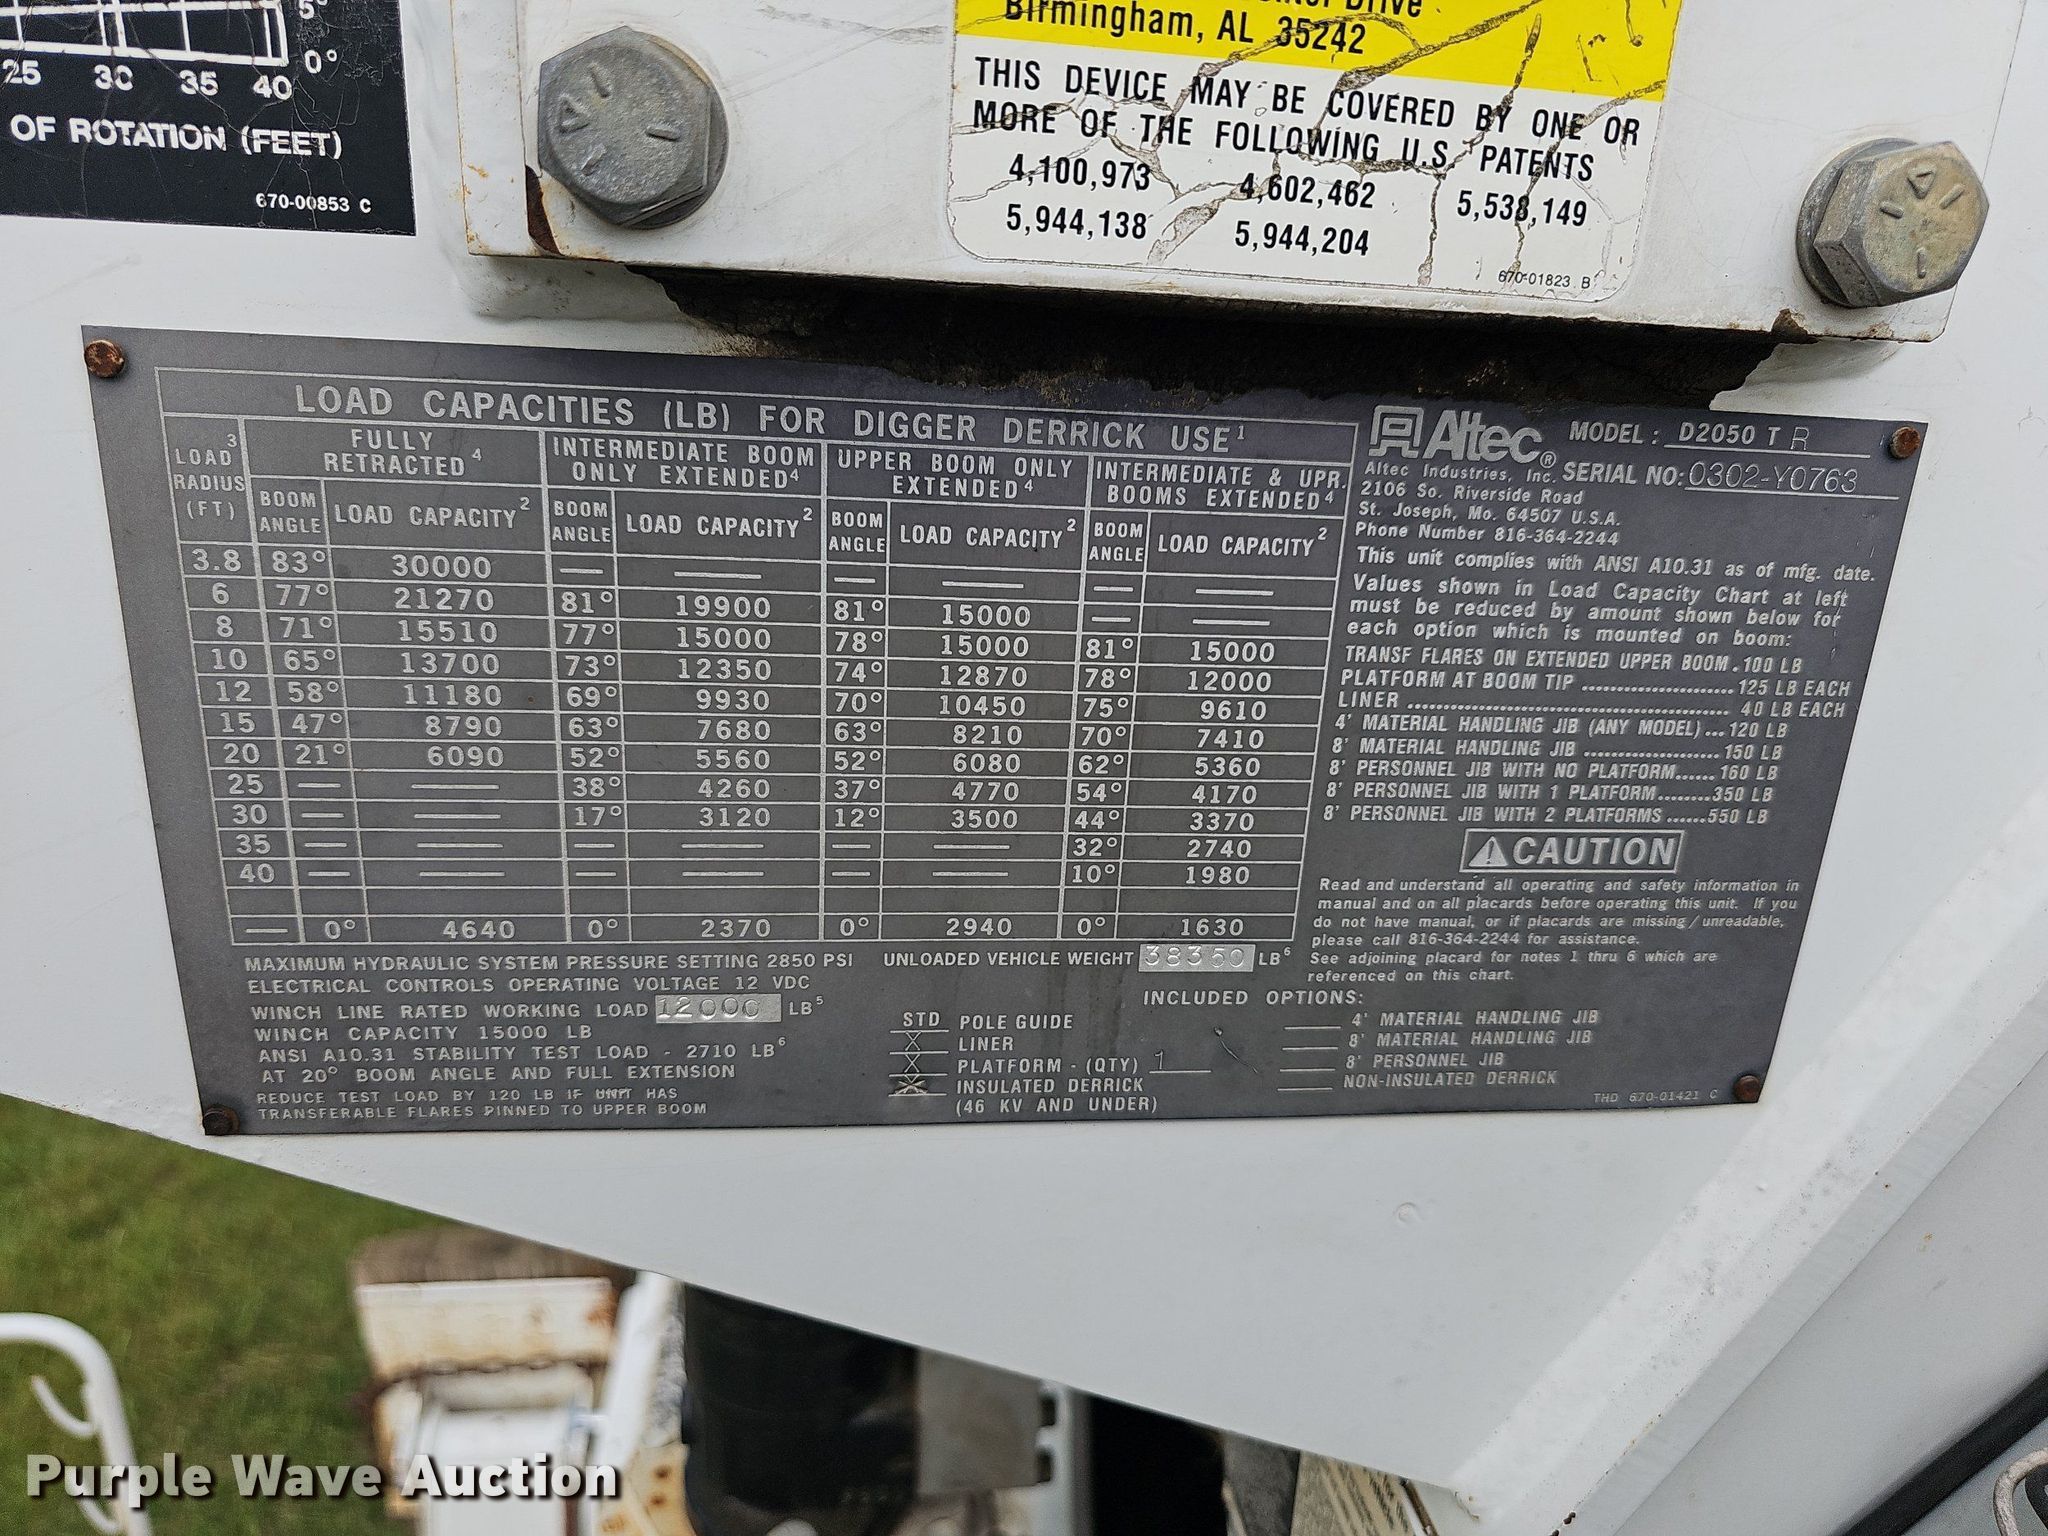 5°
25 30 35 40 0°
OF ROTATION (FEET)
670-00853 C
Drive
Birmingham, AL 35242
THIS DEVICE MAY BE COVERED BY ONE OR
MORE OF THE FOLLOWING U.S. PATENTS
4,100,973 4,602,462 5,538,149
5,944,138 5,944,204
670-01823 B
LOAD CAPACITIES (LB) FOR DIGGER DERRICK USE¹
LOAD³ RADIUS (FT)
FULLY RETRACTED⁴
INTERMEDIATE BOOM ONLY EXTENDED⁴
UPPER BOOM ONLY EXTENDED⁴
INTERMEDIATE & UPR. BOOMS EXTENDED⁴
BOOM ANGLE LOAD CAPACITY² BOOM ANGLE LOAD CAPACITY² BOOM ANGLE LOAD CAPACITY² BOOM ANGLE LOAD CAPACITY²
3.8 83° 30000 — — — — — —
6 77° 21270 81° 19900 81° 15000 — —
8 71° 15510 77° 15000 78° 15000 81° 15000
10 65° 13700 73° 12350 74° 12870 78° 12000
12 58° 11180 69° 9930 70° 10450 75° 9610
15 47° 8790 63° 7680 63° 8210 70° 7410
20 21° 6090 52° 5560 52° 6080 62° 5360
25 — — 38° 4260 37° 4770 54° 4170
30 — — 17° 3120 12° 3500 44° 3370
35 — — — — — — 32° 2740
40 — — — — — — 10° 1980
— 0° 4640 0° 2370 0° 2940 0° 1630
MAXIMUM HYDRAULIC SYSTEM PRESSURE SETTING 2850 PSI
ELECTRICAL CONTROLS OPERATING VOLTAGE 12 VDC
WINCH LINE RATED WORKING LOAD 12000 LB⁵
WINCH CAPACITY 15000 LB
ANSI A10.31 STABILITY TEST LOAD - 2710 LB⁶
AT 20° BOOM ANGLE AND FULL EXTENSION
REDUCE TEST LOAD BY 120 LB IF UNIT HAS
TRANSFERABLE FLARES PINNED TO UPPER BOOM
UNLOADED VEHICLE WEIGHT 38350 LB⁶
INCLUDED OPTIONS:
STD POLE GUIDE
X LINER
X PLATFORM - (QTY) 1
X INSULATED DERRICK
(46 KV AND UNDER)
4' MATERIAL HANDLING JIB
8' MATERIAL HANDLING JIB
8' PERSONNEL JIB
NON-INSULATED DERRICK
Altec®
MODEL: D2050 T R
Altec Industries, Inc. SERIAL NO: 0302-Y0763
2106 So. Riverside Road
St. Joseph, Mo. 64507 U.S.A.
Phone Number 816-364-2244
This unit complies with ANSI A10.31 as of mfg. date.
Values shown in Load Capacity Chart at left
must be reduced by amount shown below for
each option which is mounted on boom:
TRANSF FLARES ON EXTENDED UPPER BOOM.100 LB
PLATFORM AT BOOM TIP ....................... 125 LB EACH
LINER .................................................. 40 LB EACH
4' MATERIAL HANDLING JIB (ANY MODEL)...120 LB
8' MATERIAL HANDLING JIB ....................150 LB
8' PERSONNEL JIB WITH NO PLATFORM......160 LB
8' PERSONNEL JIB WITH 1 PLATFORM........350 LB
8' PERSONNEL JIB WITH 2 PLATFORMS ......550 LB
CAUTION
Read and understand all operating and safety information in
manual and on all placards before operating this unit. If you
do not have manual, or if placards are missing/unreadable,
please call 816-364-2244 for assistance.
See adjoining placard for notes 1 thru 6 which are
referenced on this chart.
THD 670-01421 C
Purple Wave Auction